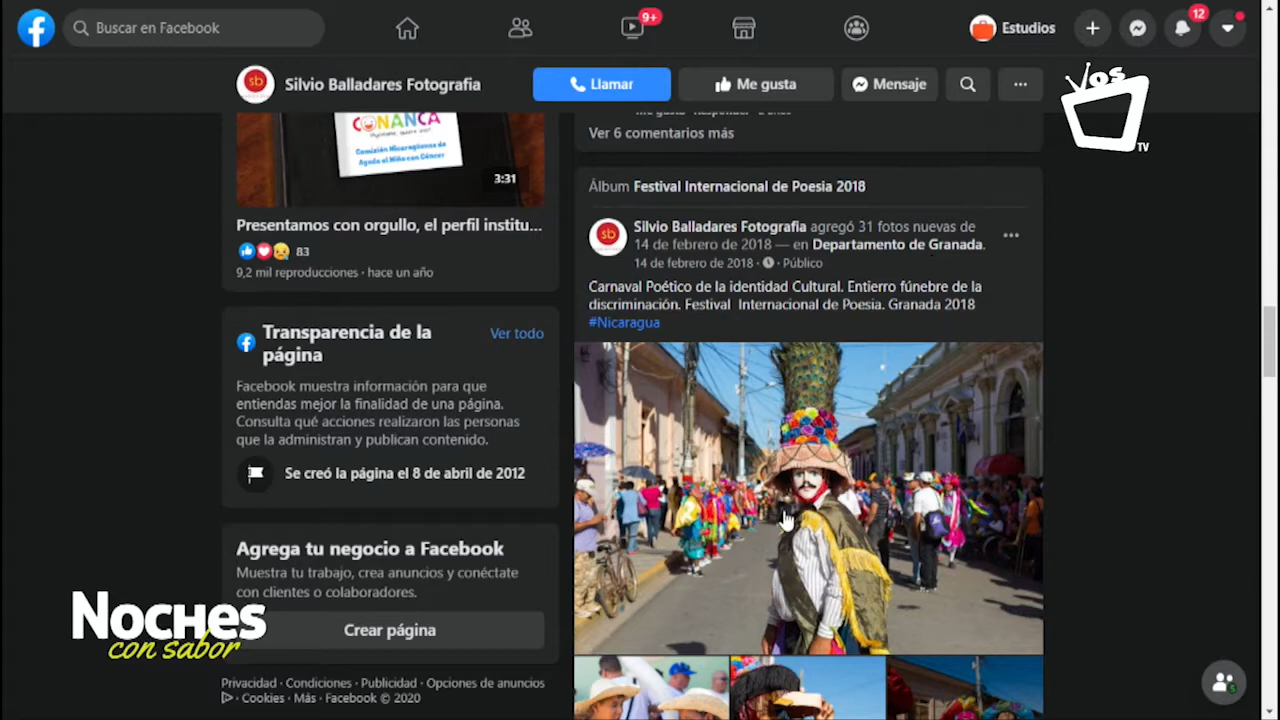 Buscar en Facebook
9+
Estudios
12
sb
Silvio Balladares Fotografia
Llamar
Me gusta
Mensaje
VOS
TV
CONANCA
Comisión Nicaragüense de
Ayuda al Niño con Cáncer
3:31
Presentamos con orgullo, el perfil institu...
83
9,2 mil reproducciones · hace un año
Transparencia de la
página
Ver todo
Facebook muestra información para que
entiendas mejor la finalidad de una página.
Consulta qué acciones realizaron las personas
que la administran y publican contenido.
Se creó la página el 8 de abril de 2012
Agrega tu negocio a Facebook
Muestra tu trabajo, crea anuncios y conéctate
con clientes o colaboradores.
Crear página
NocHes
con sabor
Privacidad · Condiciones · Publicidad · Opciones de anuncios
· Cookies · Más · Facebook © 2020
Ver 6 comentarios más
Álbum Festival Internacional de Poesia 2018
sb
Silvio Balladares Fotografia agregó 31 fotos nuevas de
14 de febrero de 2018 — en Departamento de Granada.
14 de febrero de 2018 · Público
Carnaval Poético de la identidad Cultural. Entierro fúnebre de la
discriminación. Festival Internacional de Poesia. Granada 2018
#Nicaragua